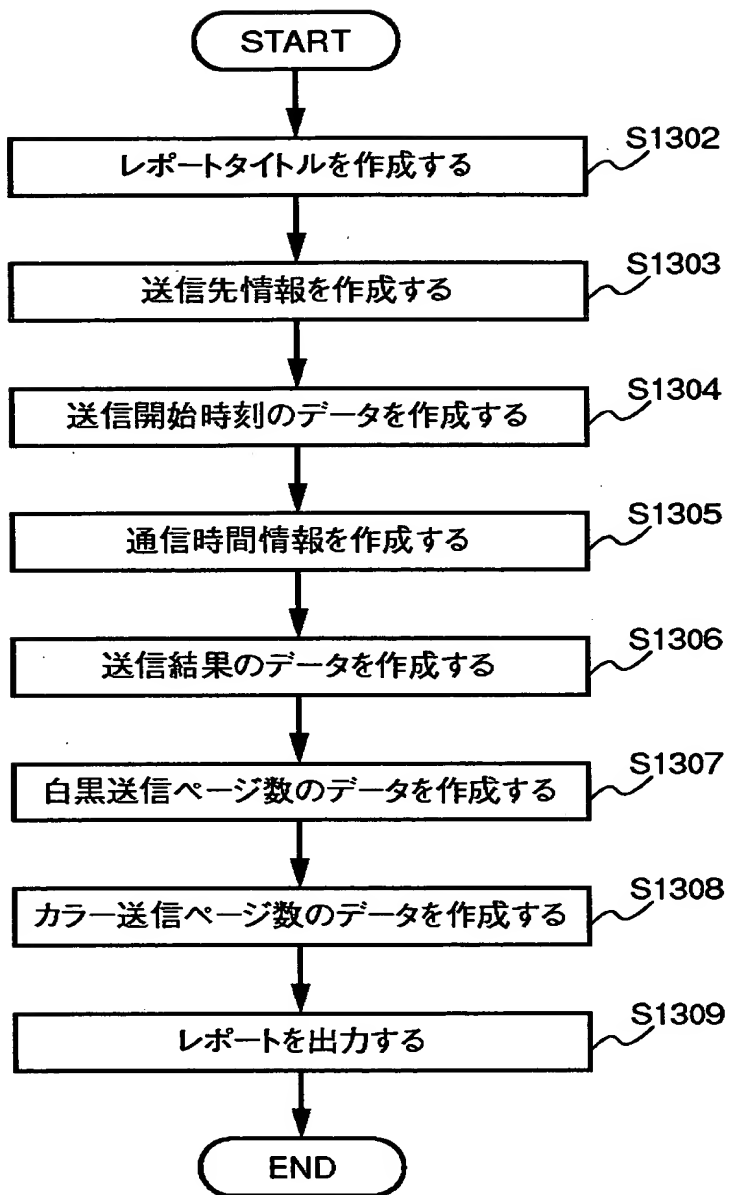 START
S1302
レポートタイトルを作成する
S1303
送信先情報を作成する
S1304
送信開始時刻のデータを作成する
S1305
通信時間情報を作成する
S1306
送信結果のデータを作成する
S1307
白黒送信ページ数のデータを作成する
S1308
カラー送信ページ数のデータを作成する
S1309
レポートを出力する
END